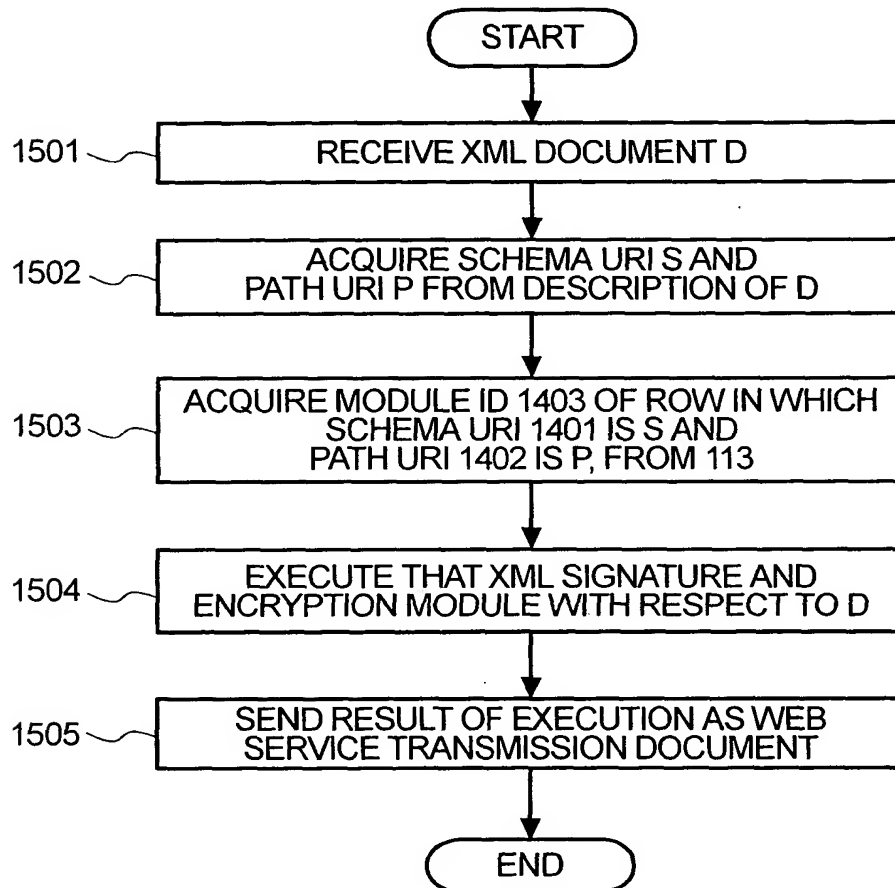 START
1501
RECEIVE XML DOCUMENT D
1502
ACQUIRE SCHEMA URI S AND
PATH URI P FROM DESCRIPTION OF D
1503
ACQUIRE MODULE ID 1403 OF ROW IN WHICH
SCHEMA URI 1401 IS S AND
PATH URI 1402 IS P, FROM 113
1504
EXECUTE THAT XML SIGNATURE AND
ENCRYPTION MODULE WITH RESPECT TO D
1505
SEND RESULT OF EXECUTION AS WEB
SERVICE TRANSMISSION DOCUMENT
END